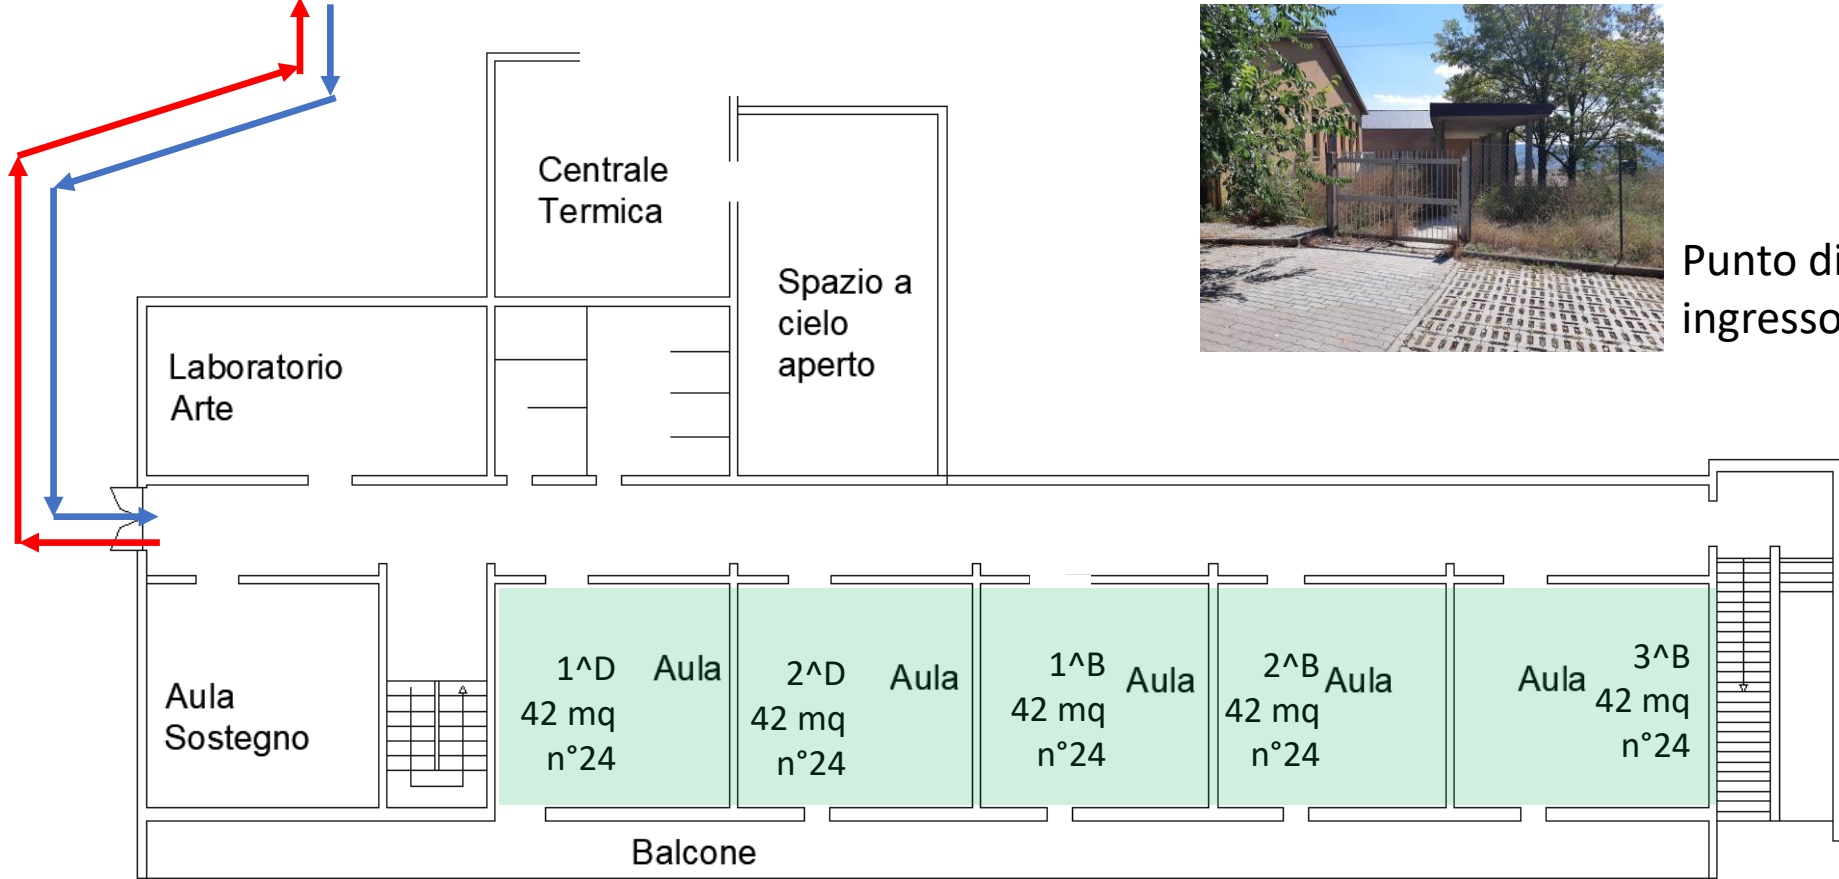 Centrale
Termica
Spazio a
cielo
aperto
Punto di
ingresso
Laboratorio
Arte
Aula
Sostegno
1^D
42 mq
n°24
Aula
2^D
42 mq
n°24
Aula
1^B
42 mq
n°24
Aula
2^B
42 mq
n°24
Aula
Aula
3^B
42 mq
n°24
Balcone